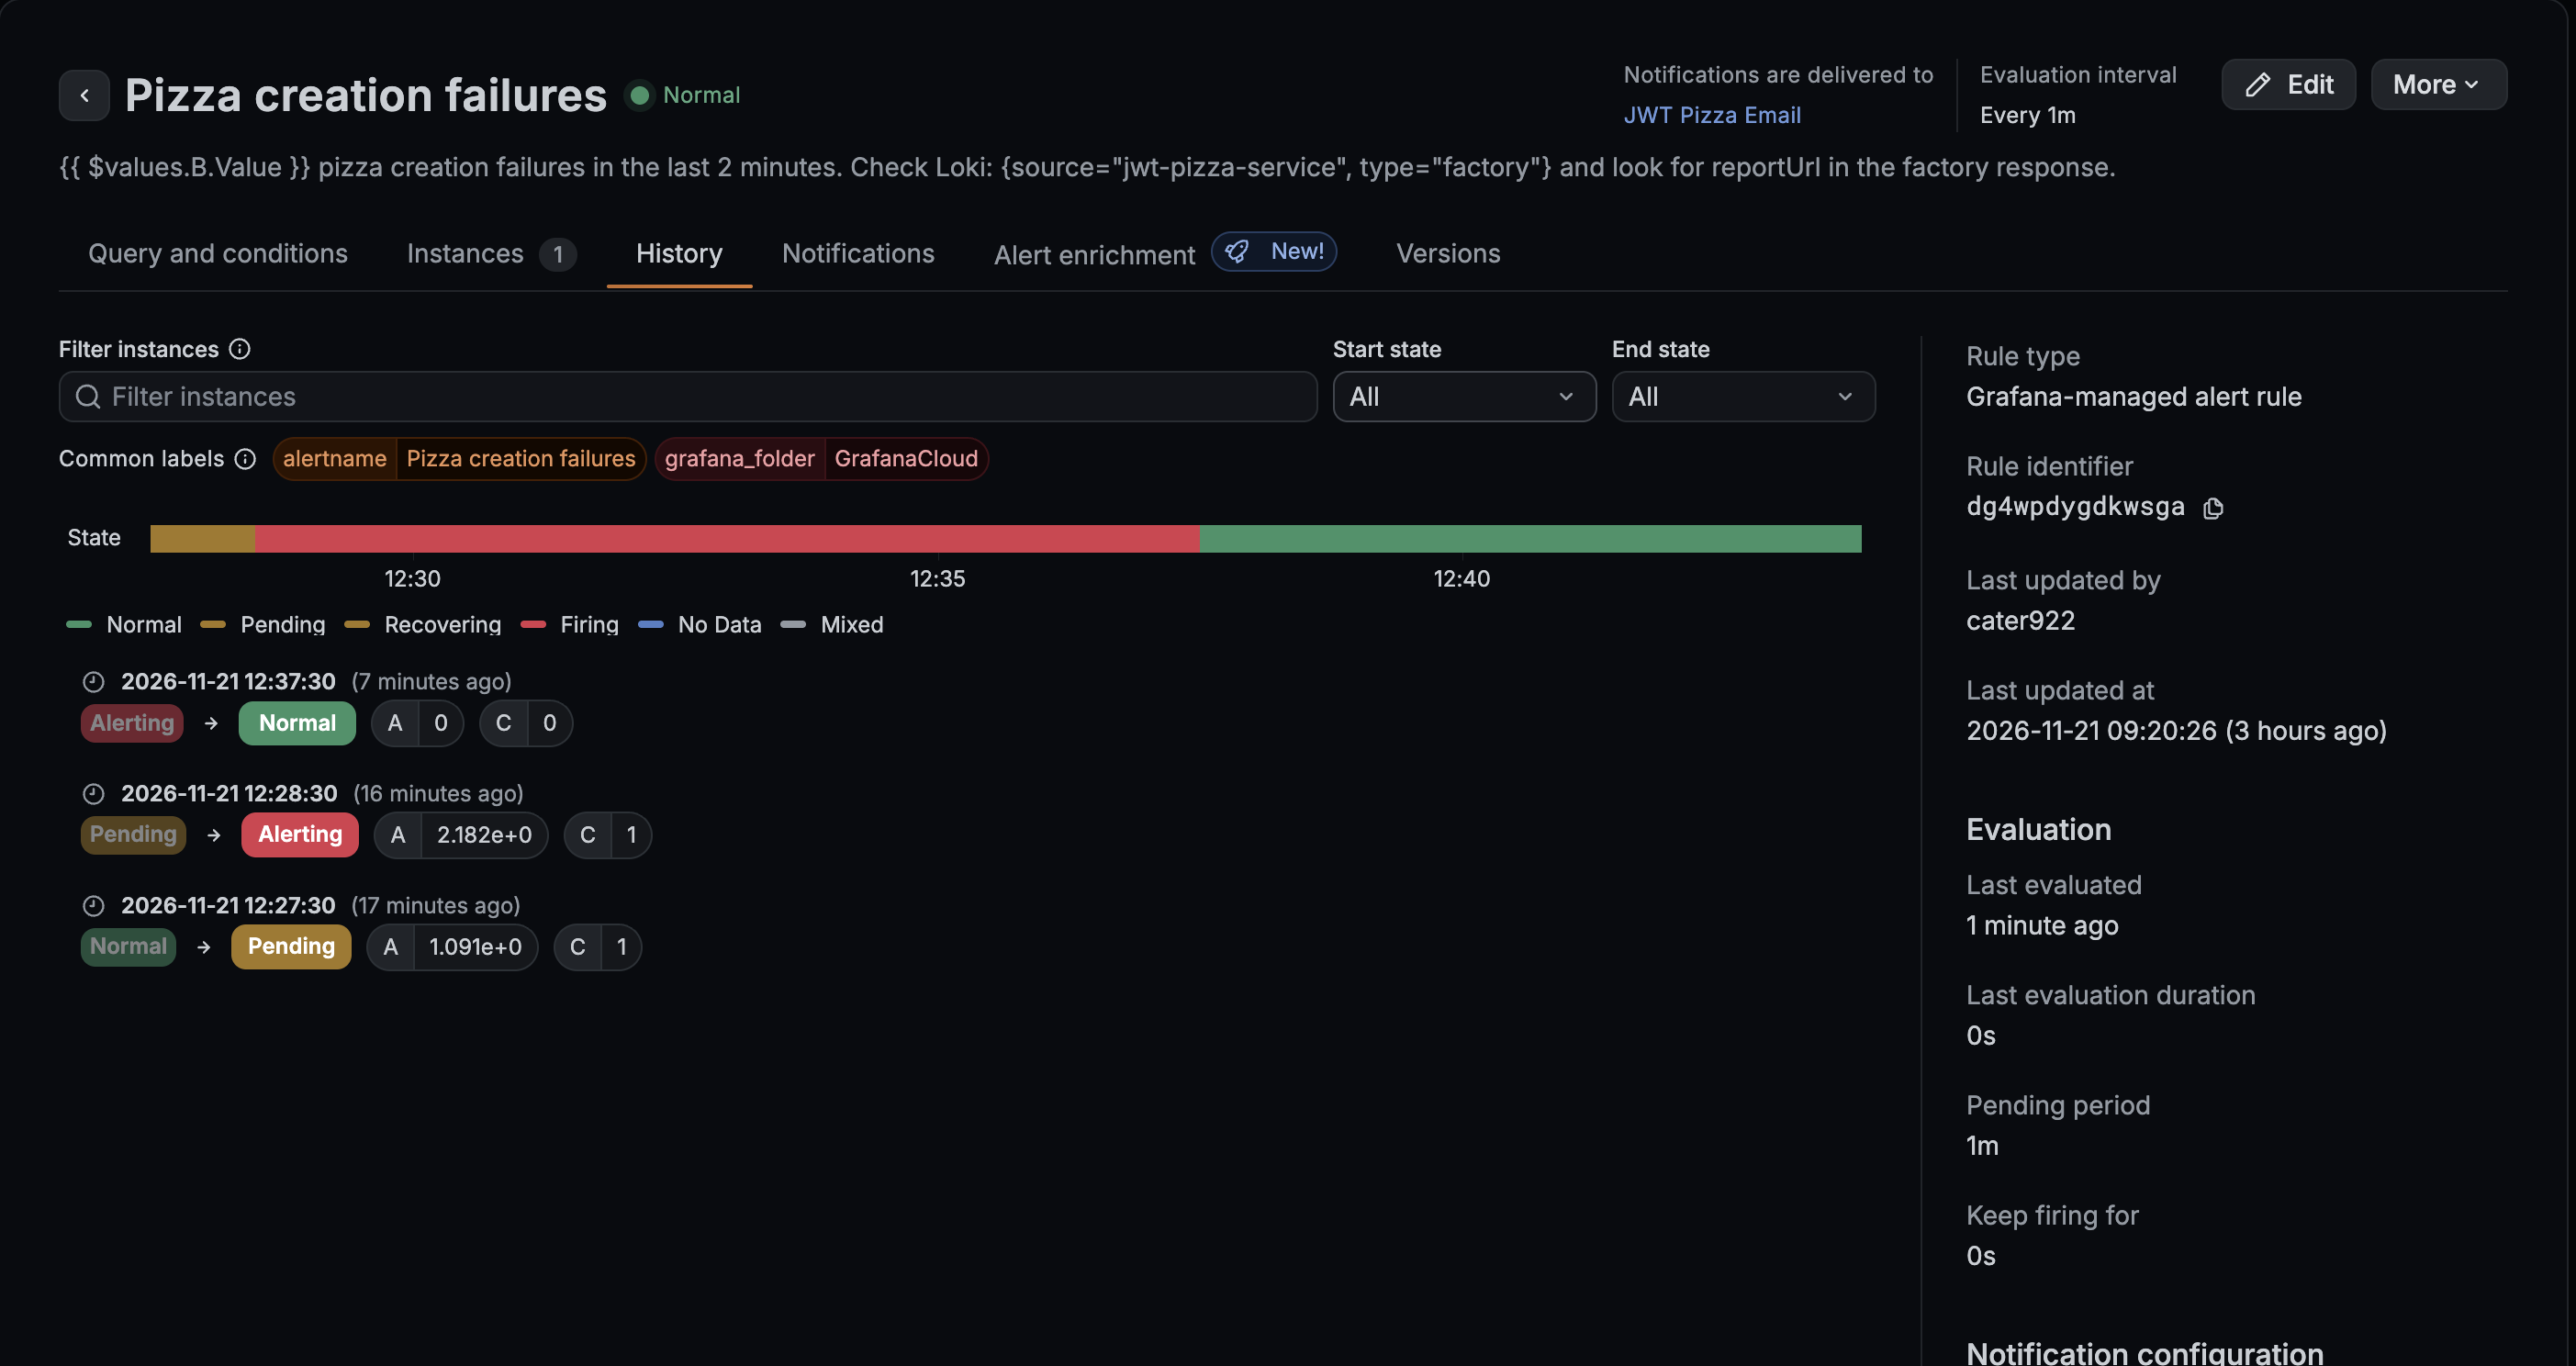 Pizza creation failures
Normal
Notifications are delivered to
JWT Pizza Email
Evaluation interval
Every 1m
Edit
More
{{ $values.B.Value }} pizza creation failures in the last 2 minutes. Check Loki: {source="jwt-pizza-service", type="factory"} and look for reportUrl in the factory response.
Query and conditions
Instances 1
History
Notifications
Alert enrichment New!
Versions
Filter instances
Filter instances
Start state
All
End state
All
Common labels
alertname Pizza creation failures
grafana_folder GrafanaCloud
State
12:30 12:35 12:40
Normal Pending Recovering Firing No Data Mixed
2026-11-21 12:37:30 (7 minutes ago)
Alerting → Normal A 0 C 0
2026-11-21 12:28:30 (16 minutes ago)
Pending → Alerting A 2.182e+0 C 1
2026-11-21 12:27:30 (17 minutes ago)
Normal → Pending A 1.091e+0 C 1
Rule type
Grafana-managed alert rule
Rule identifier
dg4wpdygdkwsga
Last updated by
cater922
Last updated at
2026-11-21 09:20:26 (3 hours ago)
Evaluation
Last evaluated
1 minute ago
Last evaluation duration
0s
Pending period
1m
Keep firing for
0s
Notification configuration